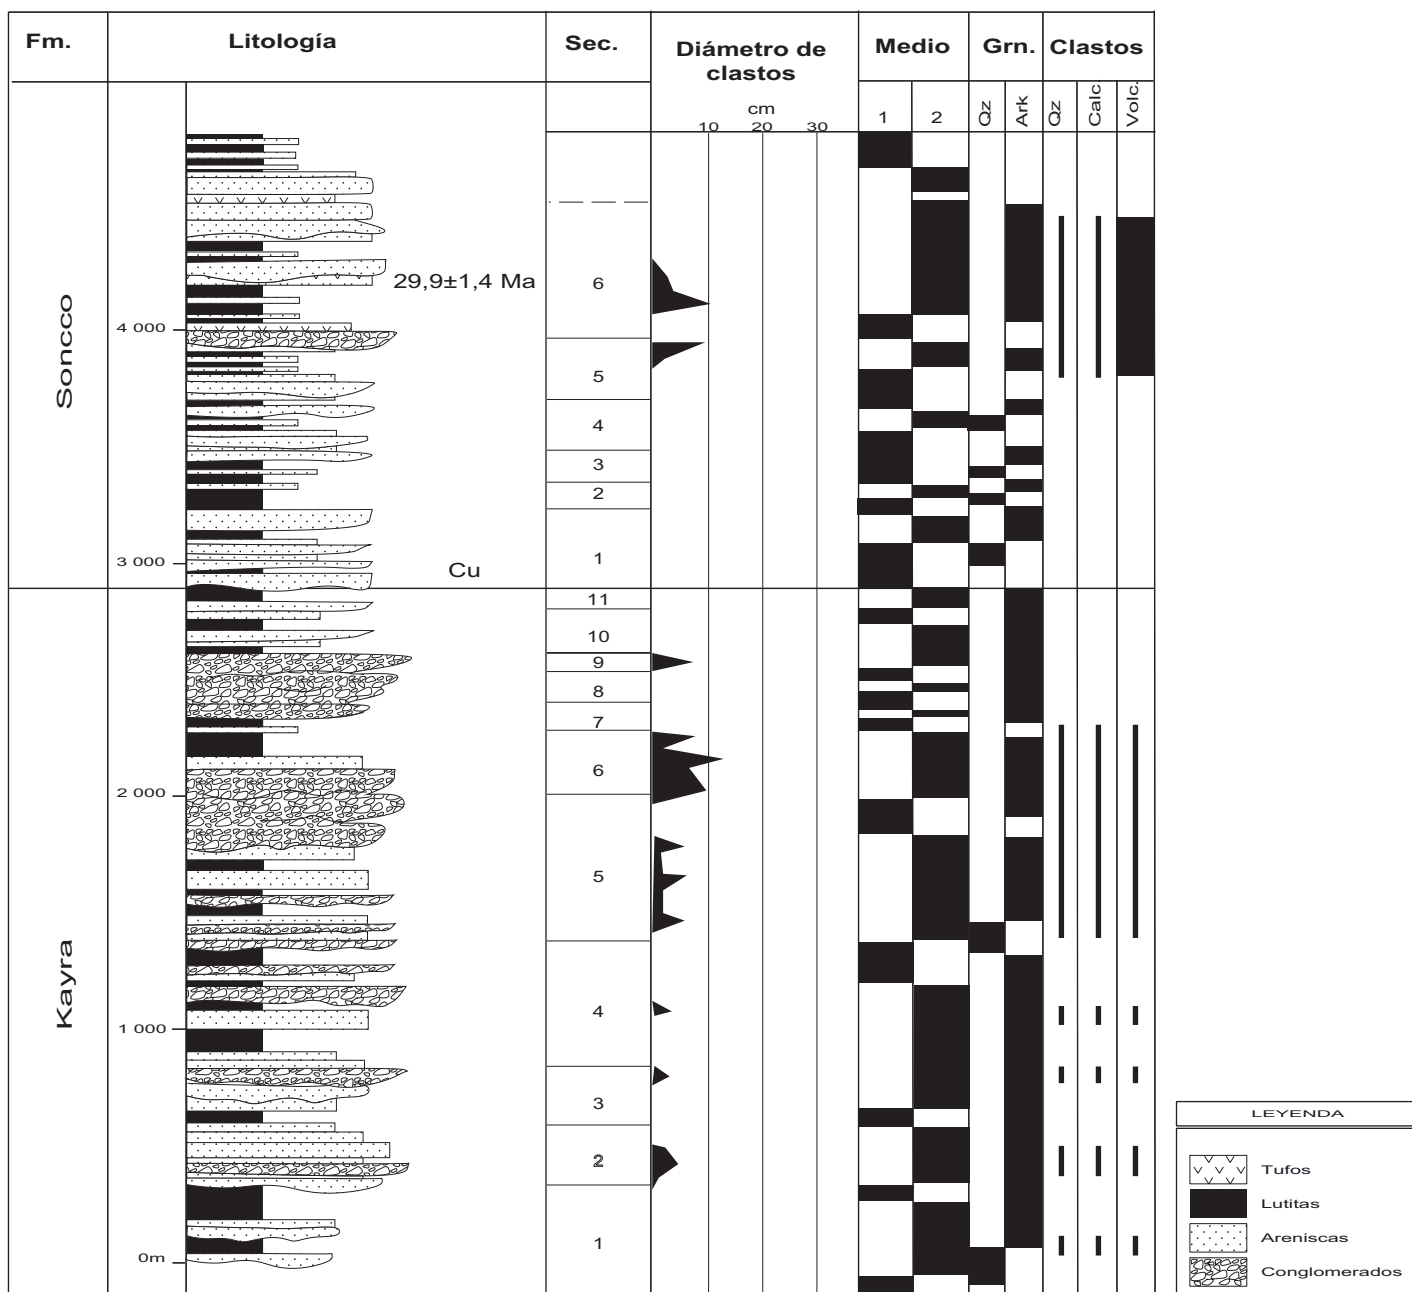 Fm.
Litología
Sec.
Diámetro de
clastos
Medio
Grn.
Clastos
cm
10 20 30
1 2
Qz
Ark
Qz
Calc.
Volc.
Soncco
29,9±1,4 Ma
6
4 000
5
4
3
2
1
3 000
Cu
Kayra
11
10
9
8
7
6
2 000
5
4
1 000
3
2
1
0m
LEYENDA
Tufos
Lutitas
Areniscas
Conglomerados